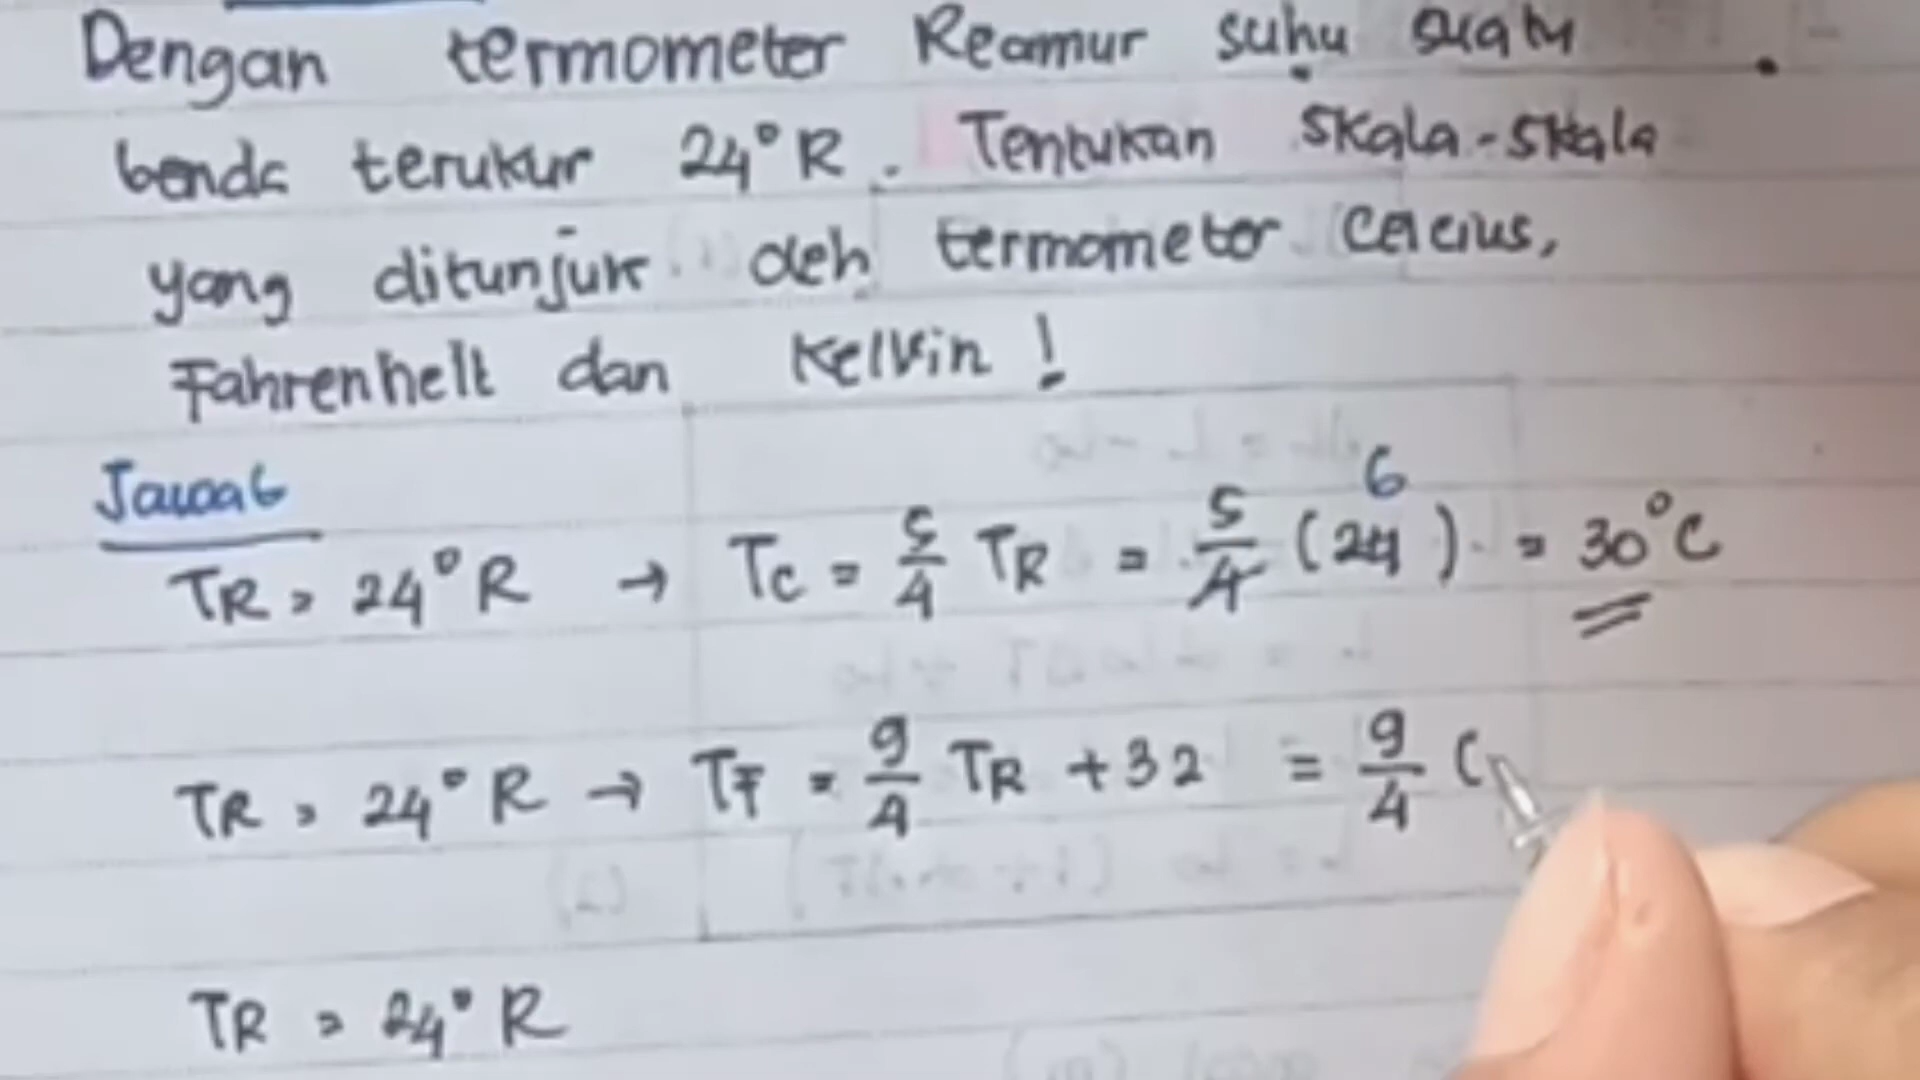 Dengan termometer Reamur suhu suatu
benda terukur 24°R. Tentukan skala-skala
yang ditunjuk oleh termometer Celcius,
Fahrenheit dan Kelvin!
Jawab
TR = 24°R → TC = 5/4 TR = 5/4 (24) 6 = 30°C
TR = 24°R → TF = 9/4 TR + 32 = 9/4 (
TR = 24°R